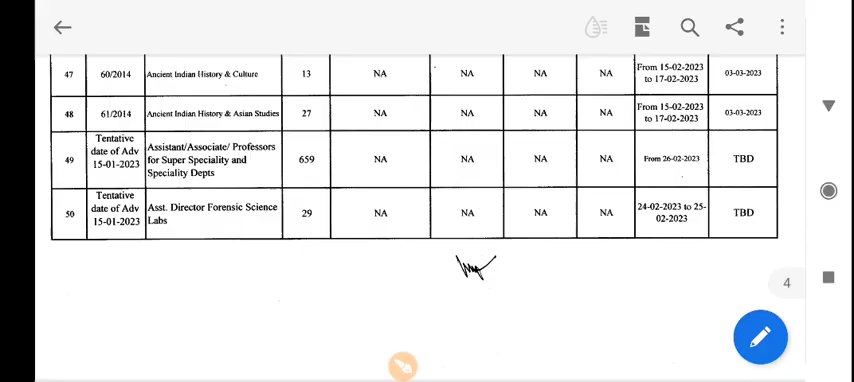 47 60/2014 Ancient Indian History & Culture 13 NA NA NA NA From 15-02-2023 to 17-02-2023 03-03-2023
48 61/2014 Ancient Indian History & Asian Studies 27 NA NA NA NA From 15-02-2023 to 17-02-2023 03-03-2023
49 Tentative date of Adv 15-01-2023 Assistant/Associate/ Professors for Super Speciality and Speciality Depts 659 NA NA NA NA From 26-02-2023 TBD
50 Tentative date of Adv 15-01-2023 Asst. Director Forensic Science Labs 29 NA NA NA NA 24-02-2023 to 25-02-2023 TBD
4